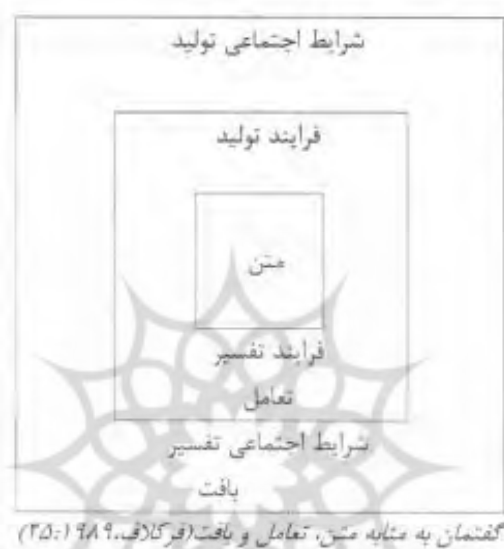 شرایط اجتماعی تولید
فرایند تولید
متن
فرایند تفسیر
تعامل
شرایط اجتماعی تفسیر
بافت
گفتمان به مثابه متن، تعامل و بافت(فرکلاف،۱۹۸۹ :۲۵)